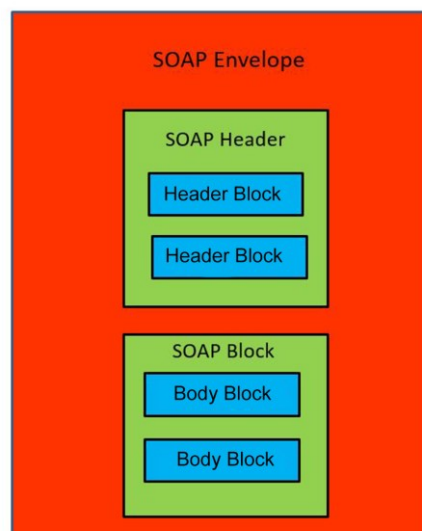 SOAP Envelope
SOAP Header
Header Block
Header Block
SOAP Block
Body Block
Body Block